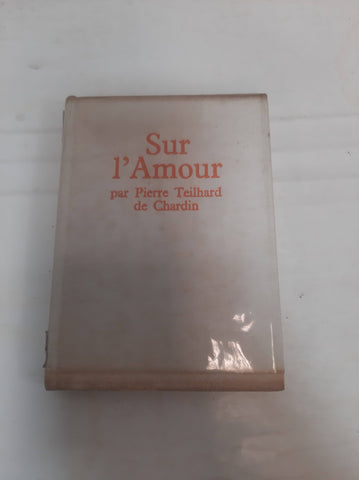 Sur
l'Amour
par Pierre Teilhard
de Chardin